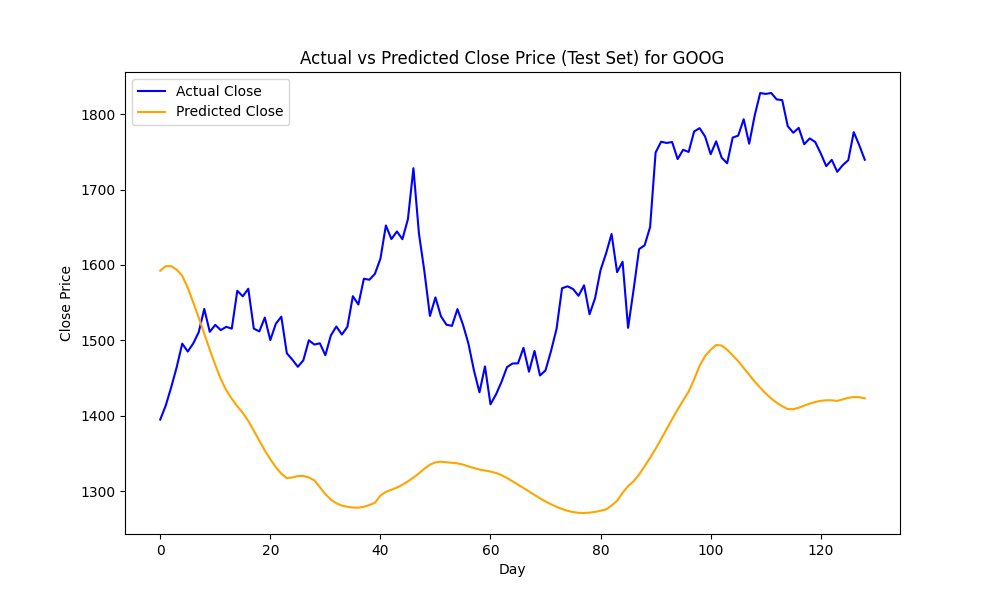 Actual vs Predicted Close Price (Test Set) for GOOG
Actual Close
Predicted Close
Close Price
1800
1700
1600
1500
1400
1300
0 20 40 60 80 100 120
Day